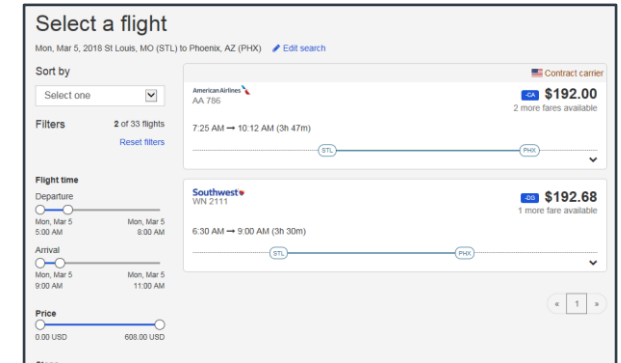 Select a flight
Mon, Mar 5, 2018 St Louis, MO (STL) to Phoenix, AZ (PHX) Edit search
Sort by
Select one
Filters 2 of 33 flights
Reset filters
Flight time
Departure
Mon, Mar 5 Mon, Mar 5
5:00 AM 8:00 AM
Arrival
Mon, Mar 5 Mon, Mar 5
9:00 AM 11:00 AM
Price
0.00 USD 608.00 USD
Stops
Contract carrier
American Airlines
AA 786
-CA $192.00
2 more fares available
7:25 AM → 10:12 AM (3h 47m)
STL PHX
Southwest
WN 2111
-DG $192.68
1 more fare available
6:30 AM → 9:00 AM (3h 30m)
STL PHX
« 1 »